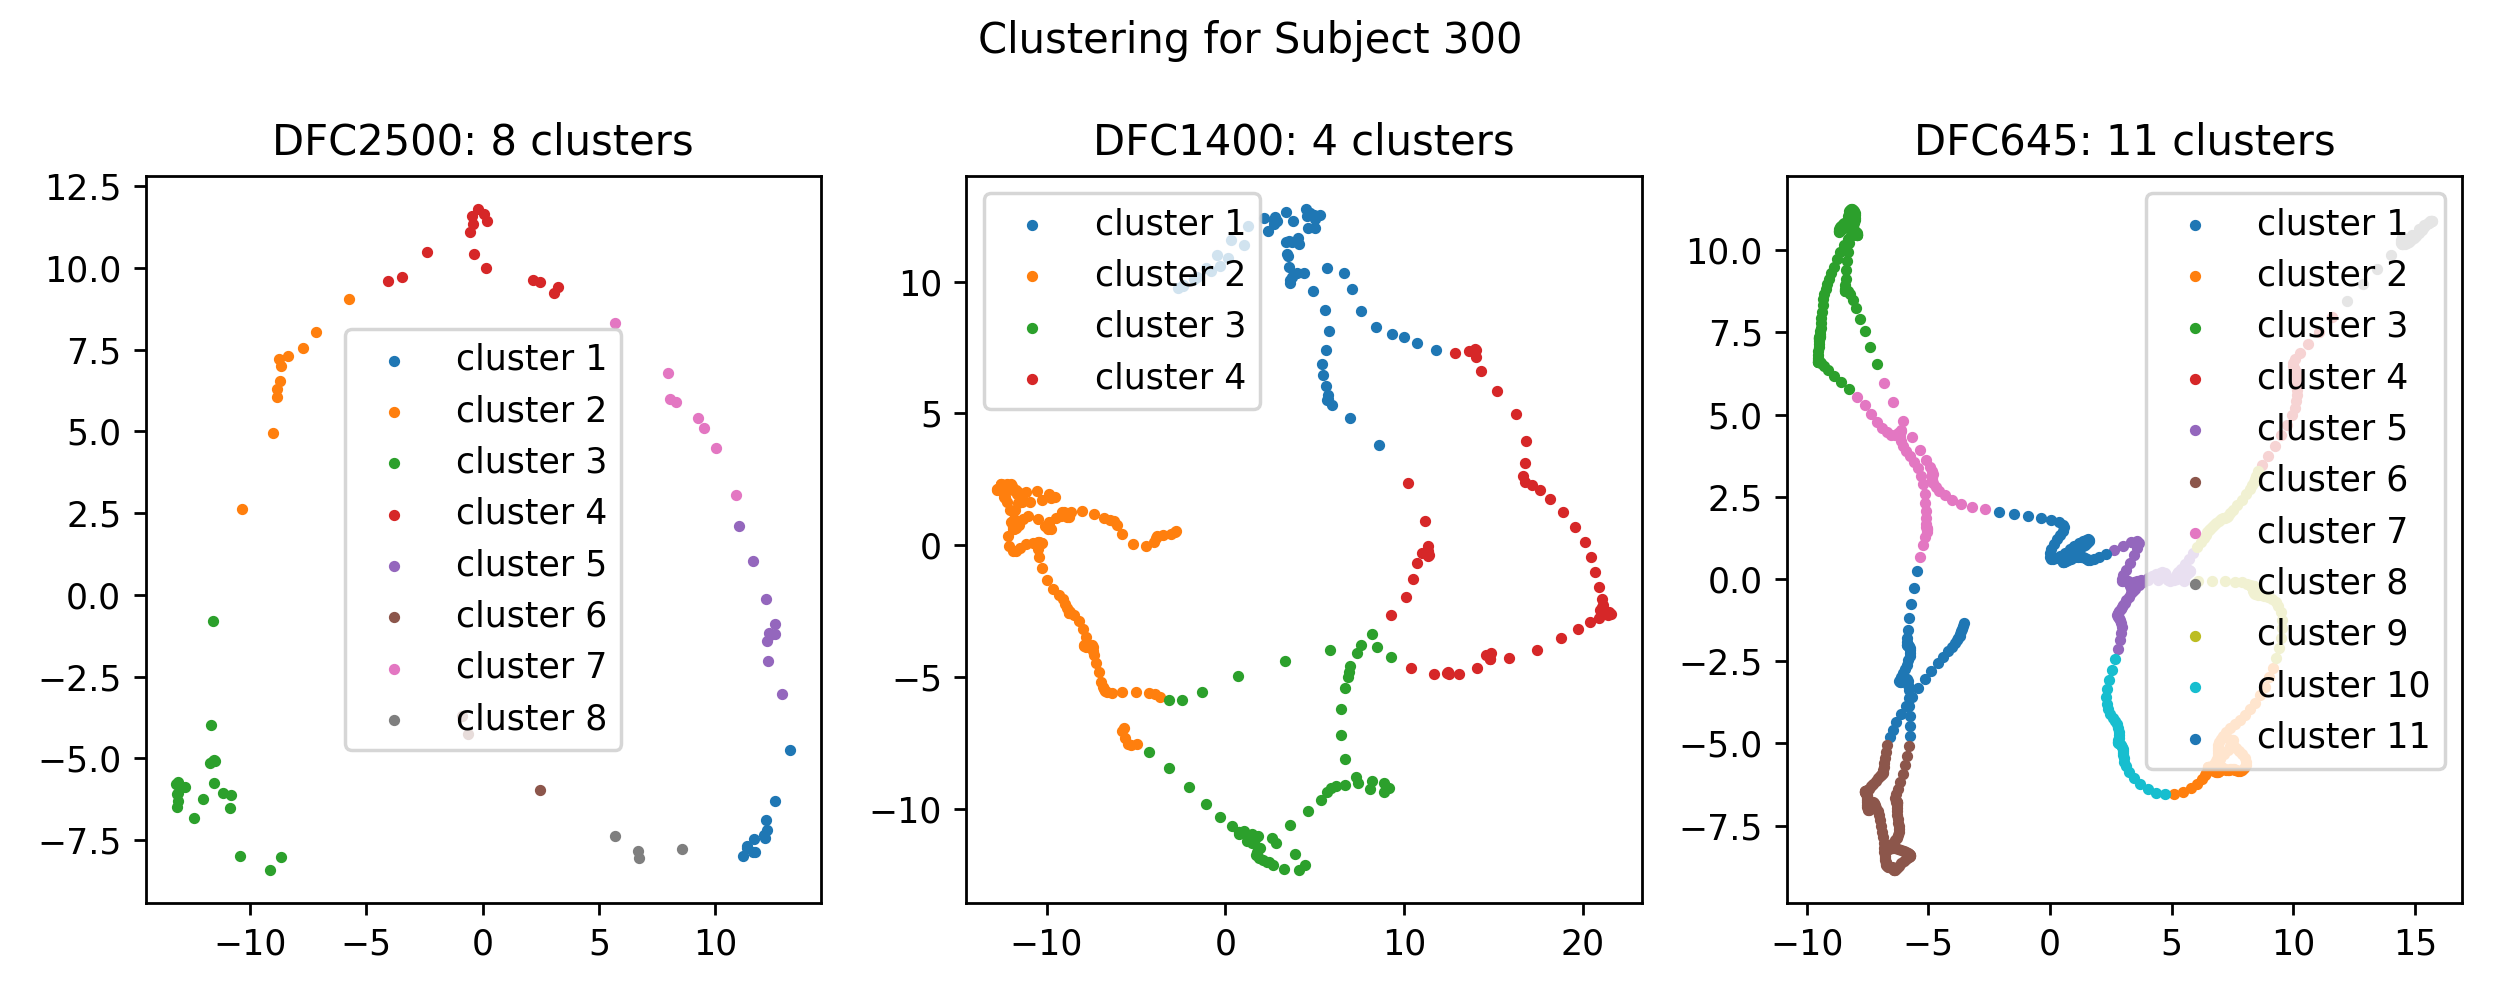 Clustering for Subject 300
DFC2500: 8 clusters
12.5
10.0
7.5
5.0
2.5
0.0
−2.5
−5.0
−7.5
−10
−5
0
5
10
cluster 1
cluster 2
cluster 3
cluster 4
cluster 5
cluster 6
cluster 7
cluster 8
DFC1400: 4 clusters
10
5
0
−5
−10
−10
0
10
20
cluster 1
cluster 2
cluster 3
cluster 4
DFC645: 11 clusters
10.0
7.5
5.0
2.5
0.0
−2.5
−5.0
−7.5
−10
−5
0
5
10
15
cluster 1
cluster 2
cluster 3
cluster 4
cluster 5
cluster 6
cluster 7
cluster 8
cluster 9
cluster 10
cluster 11